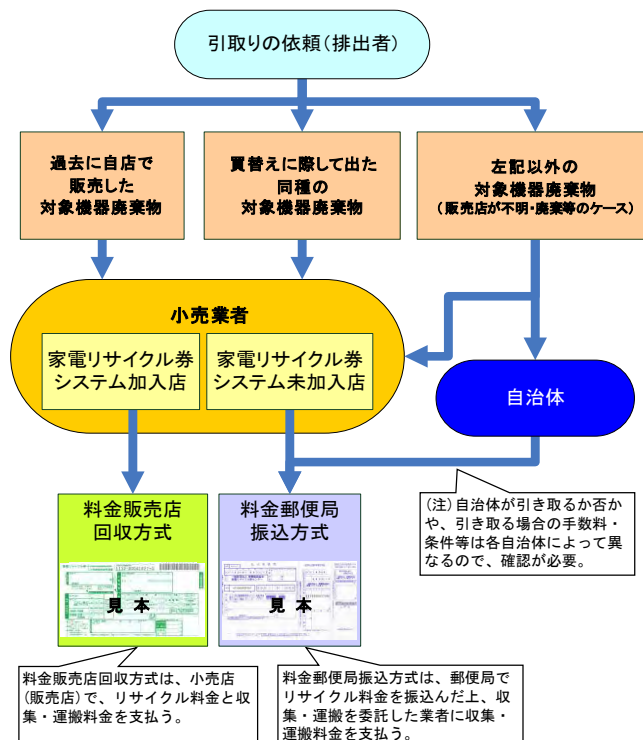 引取りの依頼(排出者)
過去に自店で
販売した
対象機器廃棄物
買替えに際して出た
同種の
対象機器廃棄物
左記以外の
対象機器廃棄物
(販売店が不明・廃棄等のケース)
小売業者
家電リサイクル券
システム加入店
家電リサイクル券
システム未加入店
自治体
料金販売店
回収方式
見本
料金郵便局
振込方式
見本
(注)自治体が引き取るか否か
や、引き取る場合の手数料・
条件等は各自治体によって異
なるので、確認が必要。
料金販売店回収方式は、小売店
(販売店)で、リサイクル料金と収
集・運搬料金を支払う。
料金郵便局振込方式は、郵便局で
リサイクル料金を振込んだ上、収
集・運搬を委託した業者に収集・
運搬料金を支払う。